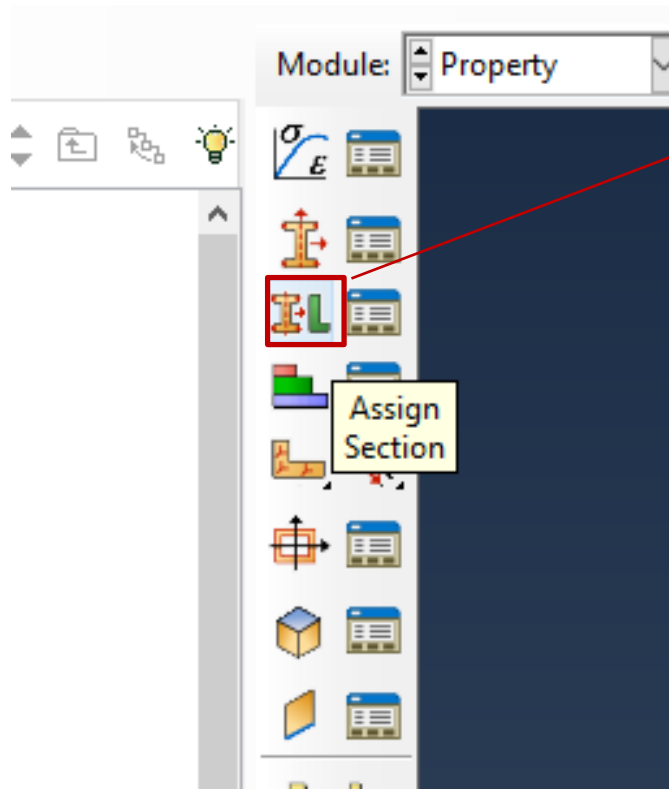 Module: Property
σ
ε
Assign
Section